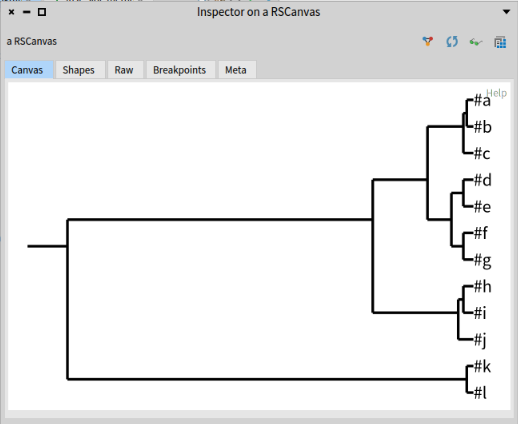 Inspector on a RSCanvas
a RSCanvas
Canvas Shapes Raw Breakpoints Meta
Help
#a
#b
#c
#d
#e
#f
#g
#h
#i
#j
#k
#l